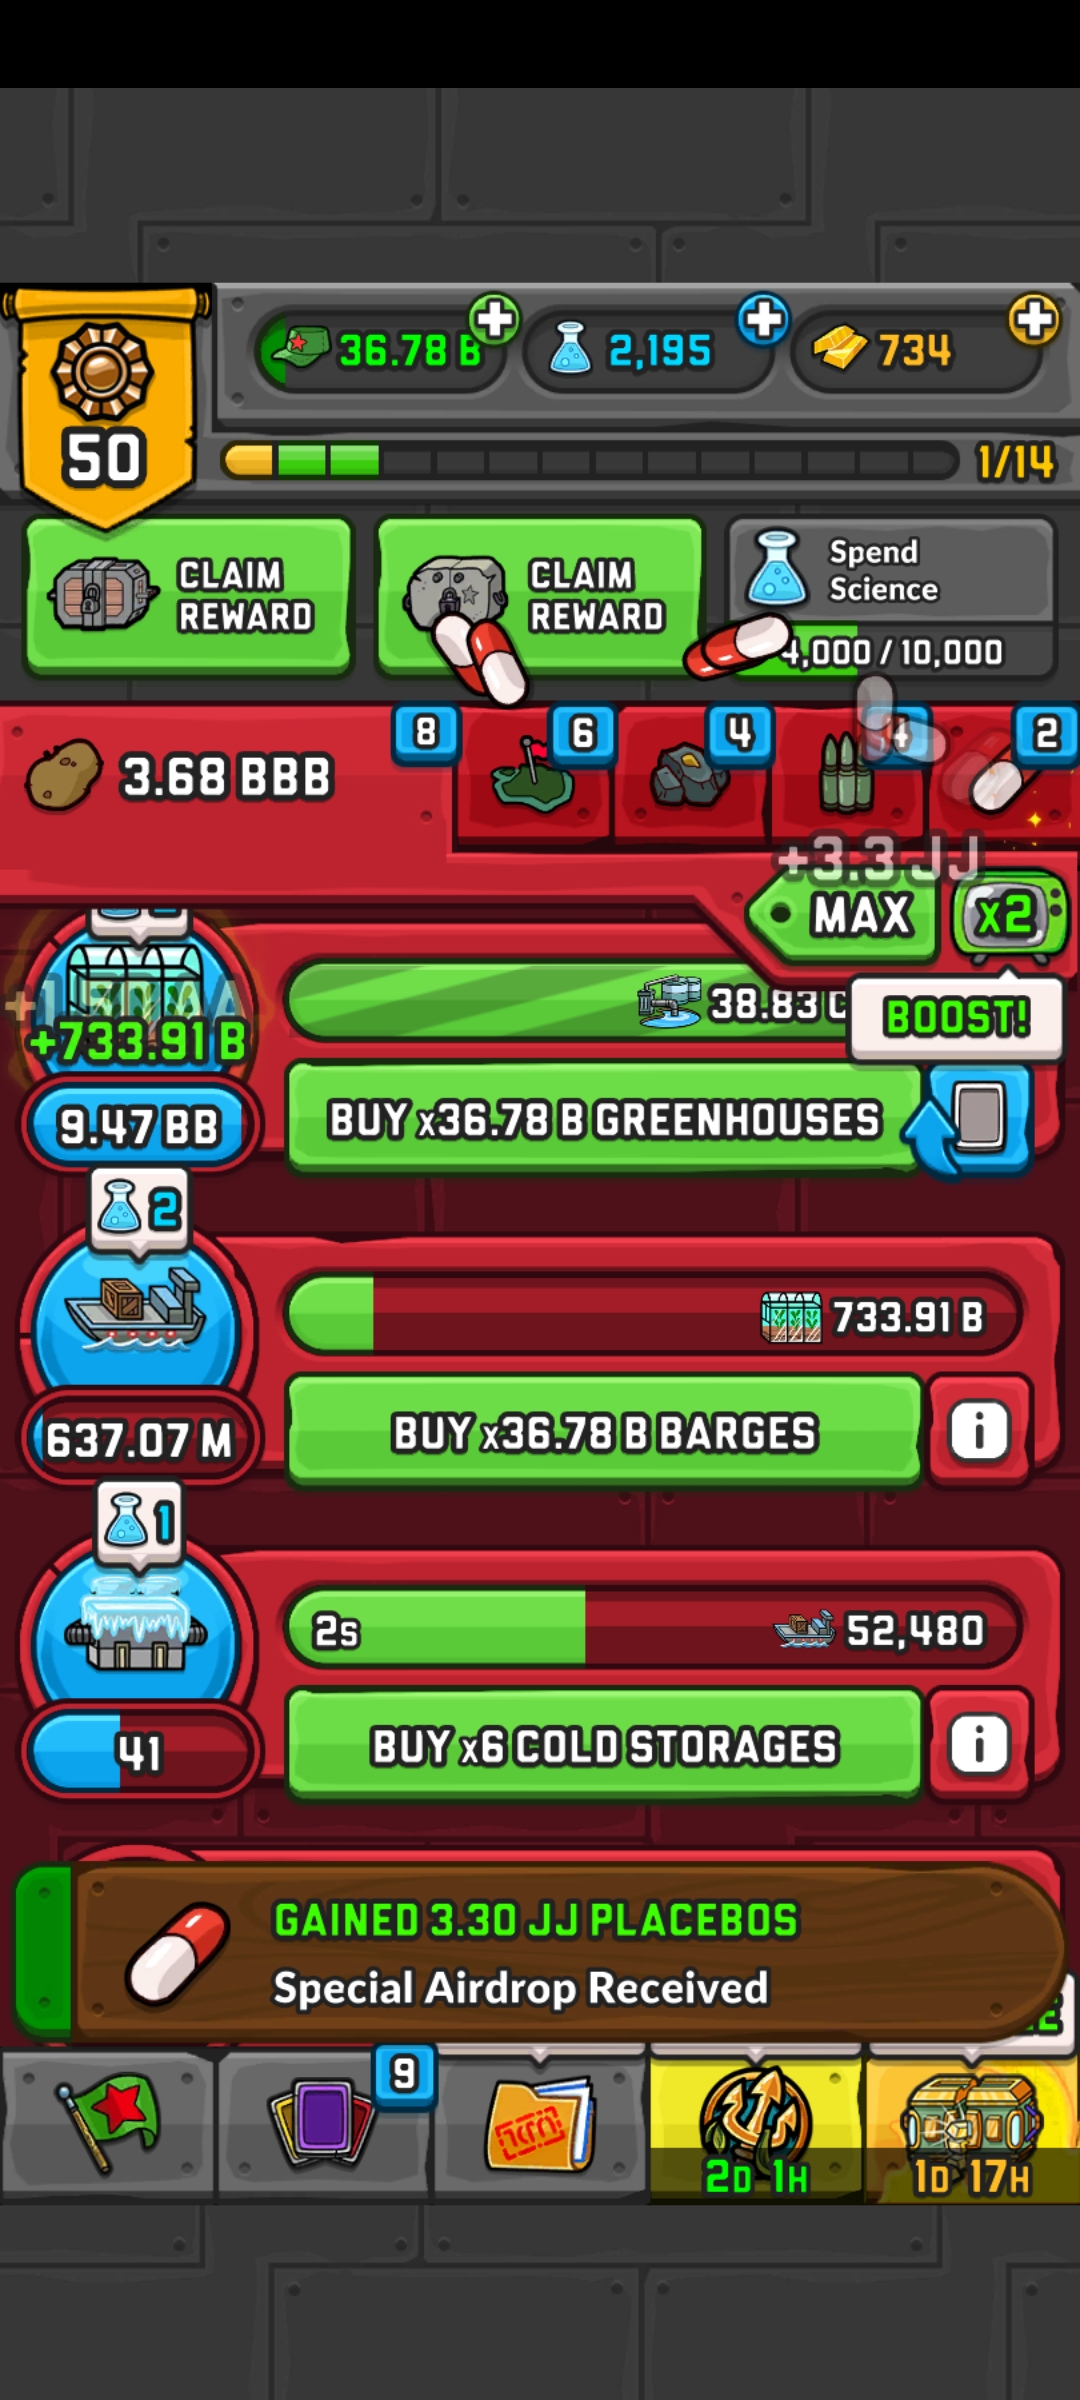 36.78 B
2,195
734
50
1/14
CLAIM
REWARD
CLAIM
REWARD
Spend
Science
4,000 / 10,000
3.68 BBB
8
6
4
4
2
+3.3 JJ
MAX
x2
BOOST!
38.83
+733.91 B
9.47 BB
BUY x36.78 B GREENHOUSES
2
733.91 B
637.07 M
BUY x36.78 B BARGES
i
1
2s
52,480
41
BUY x6 COLD STORAGES
i
GAINED 3.30 JJ PLACEBOS
Special Airdrop Received
9
2D 1H
1D 17H